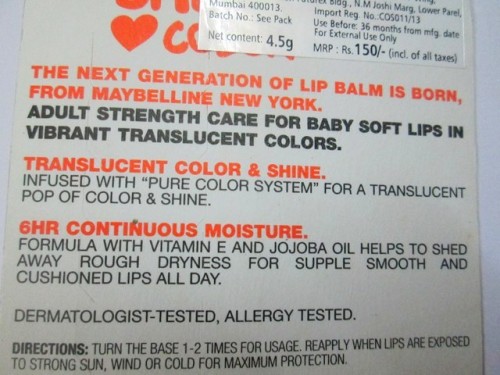 Futurex Bldg., N.M Joshi Marg, Lower Parel,
Mumbai 400013.
Import Reg. No.:COS011/13
Batch No.: See Pack
Use Before: 36 months from mfg. date
For External Use Only
Net content: 4.5g
MRP : Rs.150/- (incl. of all taxes)
COLOR
THE NEXT GENERATION OF LIP BALM IS BORN,
FROM MAYBELLINE NEW YORK.
ADULT STRENGTH CARE FOR BABY SOFT LIPS IN
VIBRANT TRANSLUCENT COLORS.
TRANSLUCENT COLOR & SHINE.
INFUSED WITH “PURE COLOR SYSTEM” FOR A TRANSLUCENT
POP OF COLOR & SHINE.
6HR CONTINUOUS MOISTURE.
FORMULA WITH VITAMIN E AND JOJOBA OIL HELPS TO SHED
AWAY ROUGH DRYNESS FOR SUPPLE SMOOTH AND
CUSHIONED LIPS ALL DAY.
DERMATOLOGIST-TESTED, ALLERGY TESTED.
DIRECTIONS: TURN THE BASE 1-2 TIMES FOR USAGE. REAPPLY WHEN LIPS ARE EXPOSED
TO STRONG SUN, WIND OR COLD FOR MAXIMUM PROTECTION.